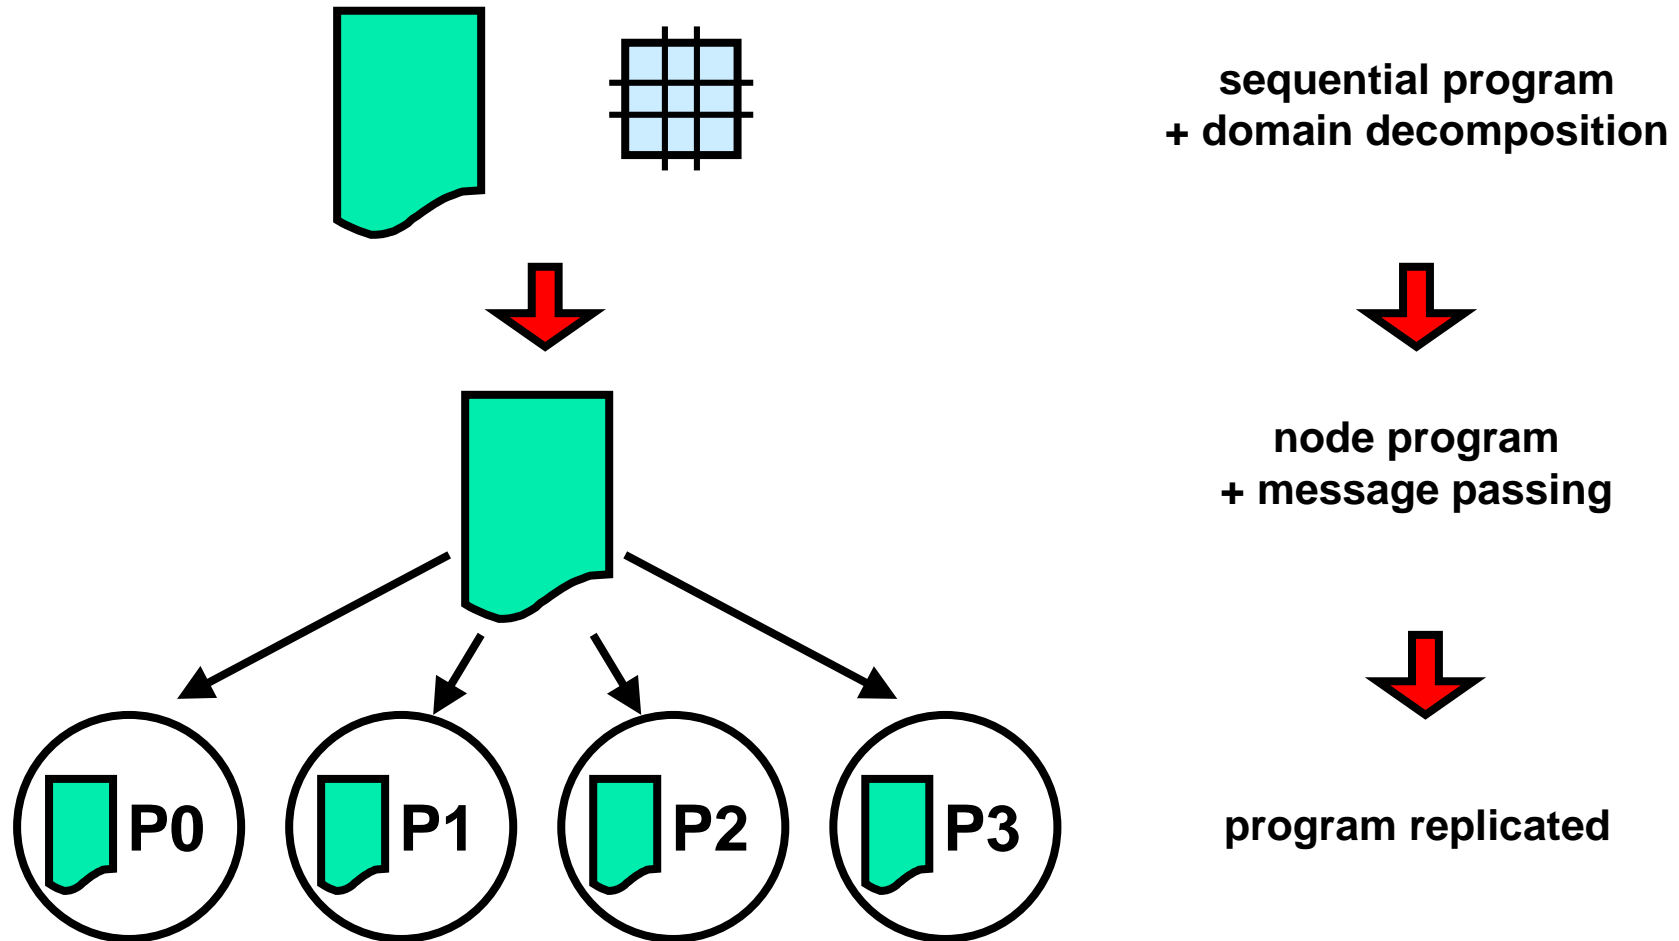 sequential program
+ domain decomposition
node program
+ message passing
P0
P1
P2
P3
program replicated